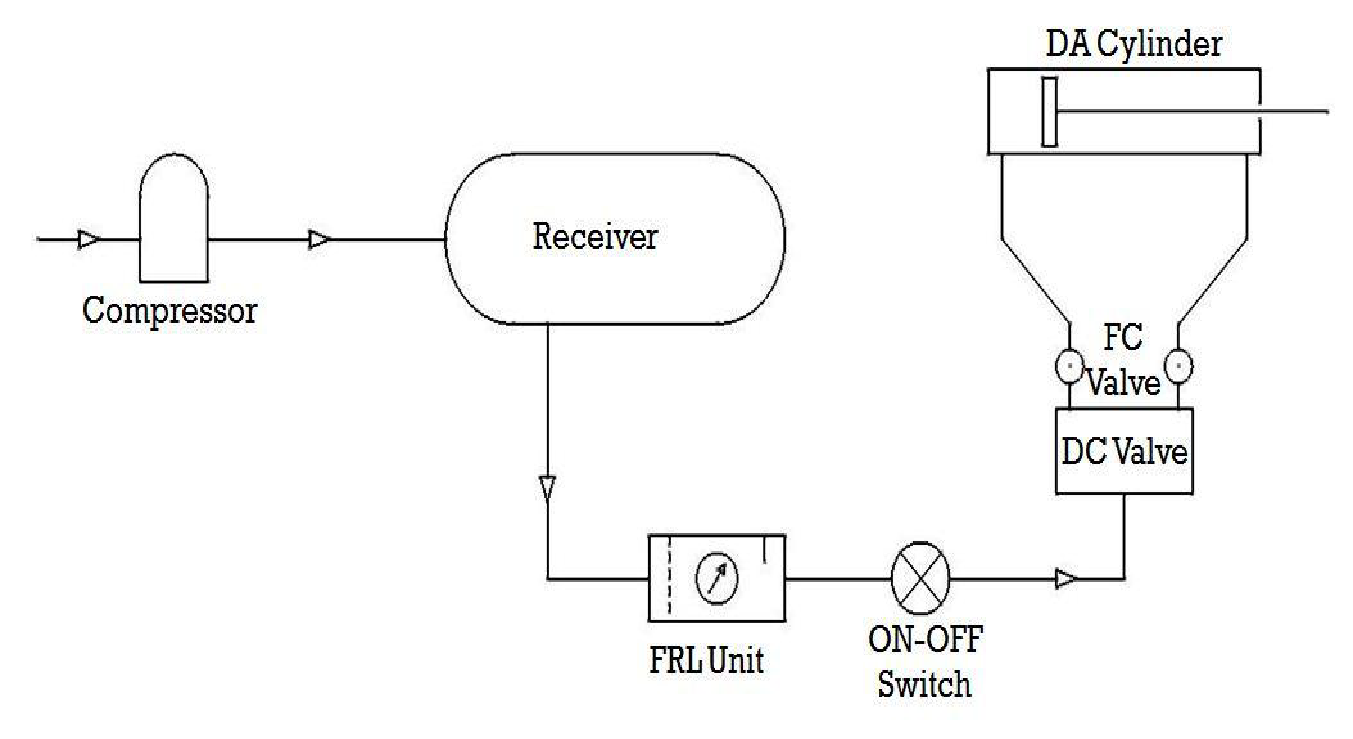 DA Cylinder
Receiver
Compressor
FC
Valve
DC Valve
FRL Unit
ON-OFF
Switch